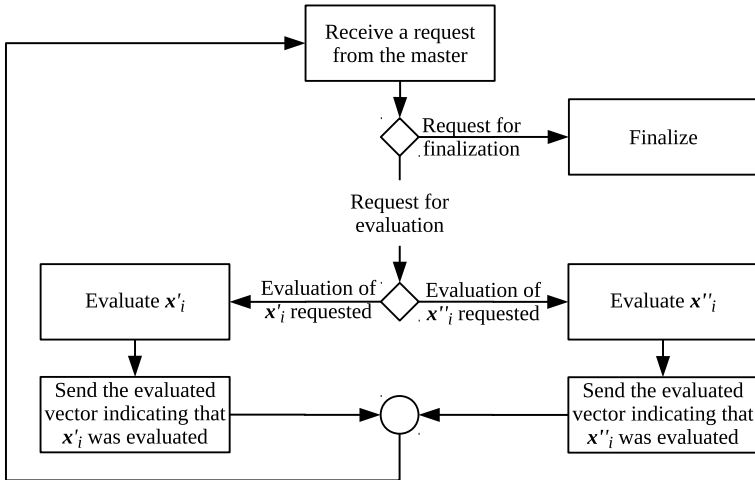 Receive a request
from the master
Request for
finalization
Finalize
Request for
evaluation
Evaluate x'i
Evaluation of
x'i requested
Evaluation of
x''i requested
Evaluate x''i
Send the evaluated
vector indicating that
x'i was evaluated
Send the evaluated
vector indicating that
x''i was evaluated